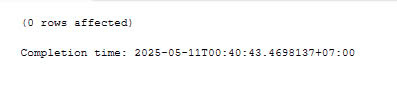 (0 rows affected)
Completion time: 2025-05-11T00:40:43.4698137+07:00